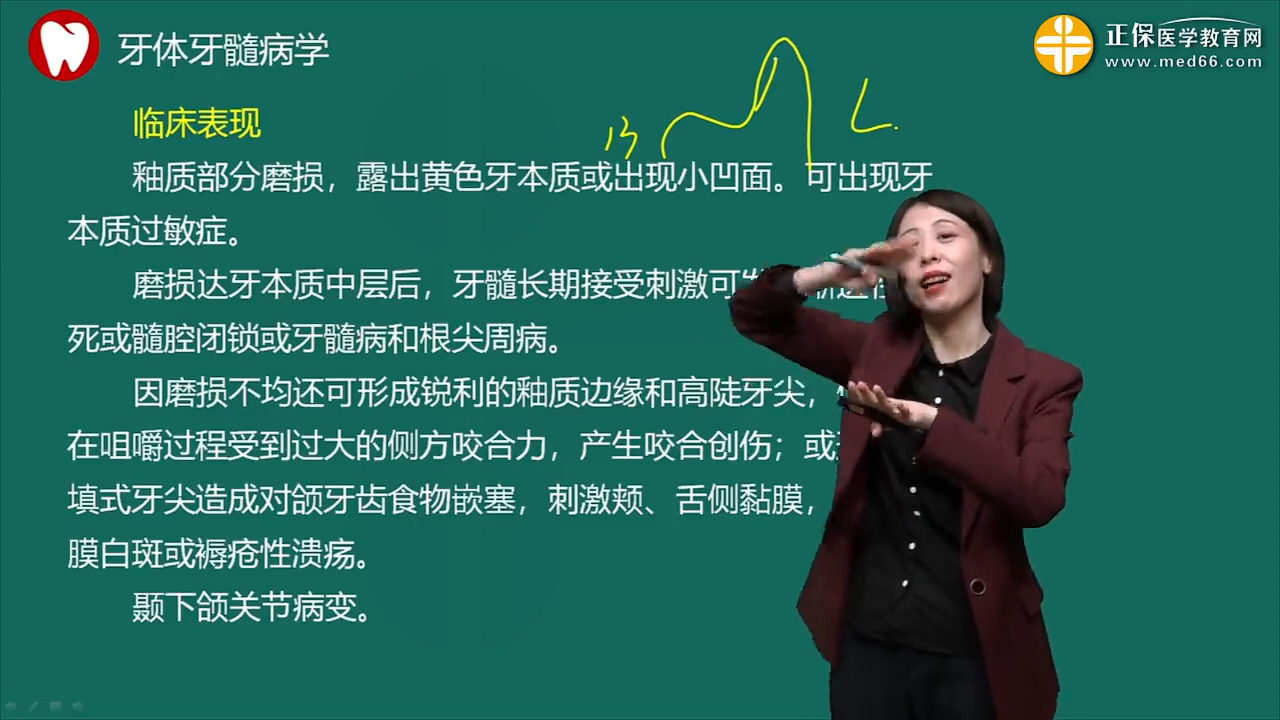 牙体牙髓病学
正保医学教育网
www.med66.com
临床表现
B
L
釉质部分磨损，露出黄色牙本质或出现小凹面。可出现牙
本质过敏症。
磨损达牙本质中层后，牙髓长期接受刺激可
死或髓腔闭锁或牙髓病和根尖周病。
因磨损不均还可形成锐利的釉质边缘和高陡牙尖，
在咀嚼过程受到过大的侧方咬合力，产生咬合创伤；或
填式牙尖造成对颌牙齿食物嵌塞，刺激颊、舌侧黏膜，
膜白斑或褥疮性溃疡。
颞下颌关节病变。